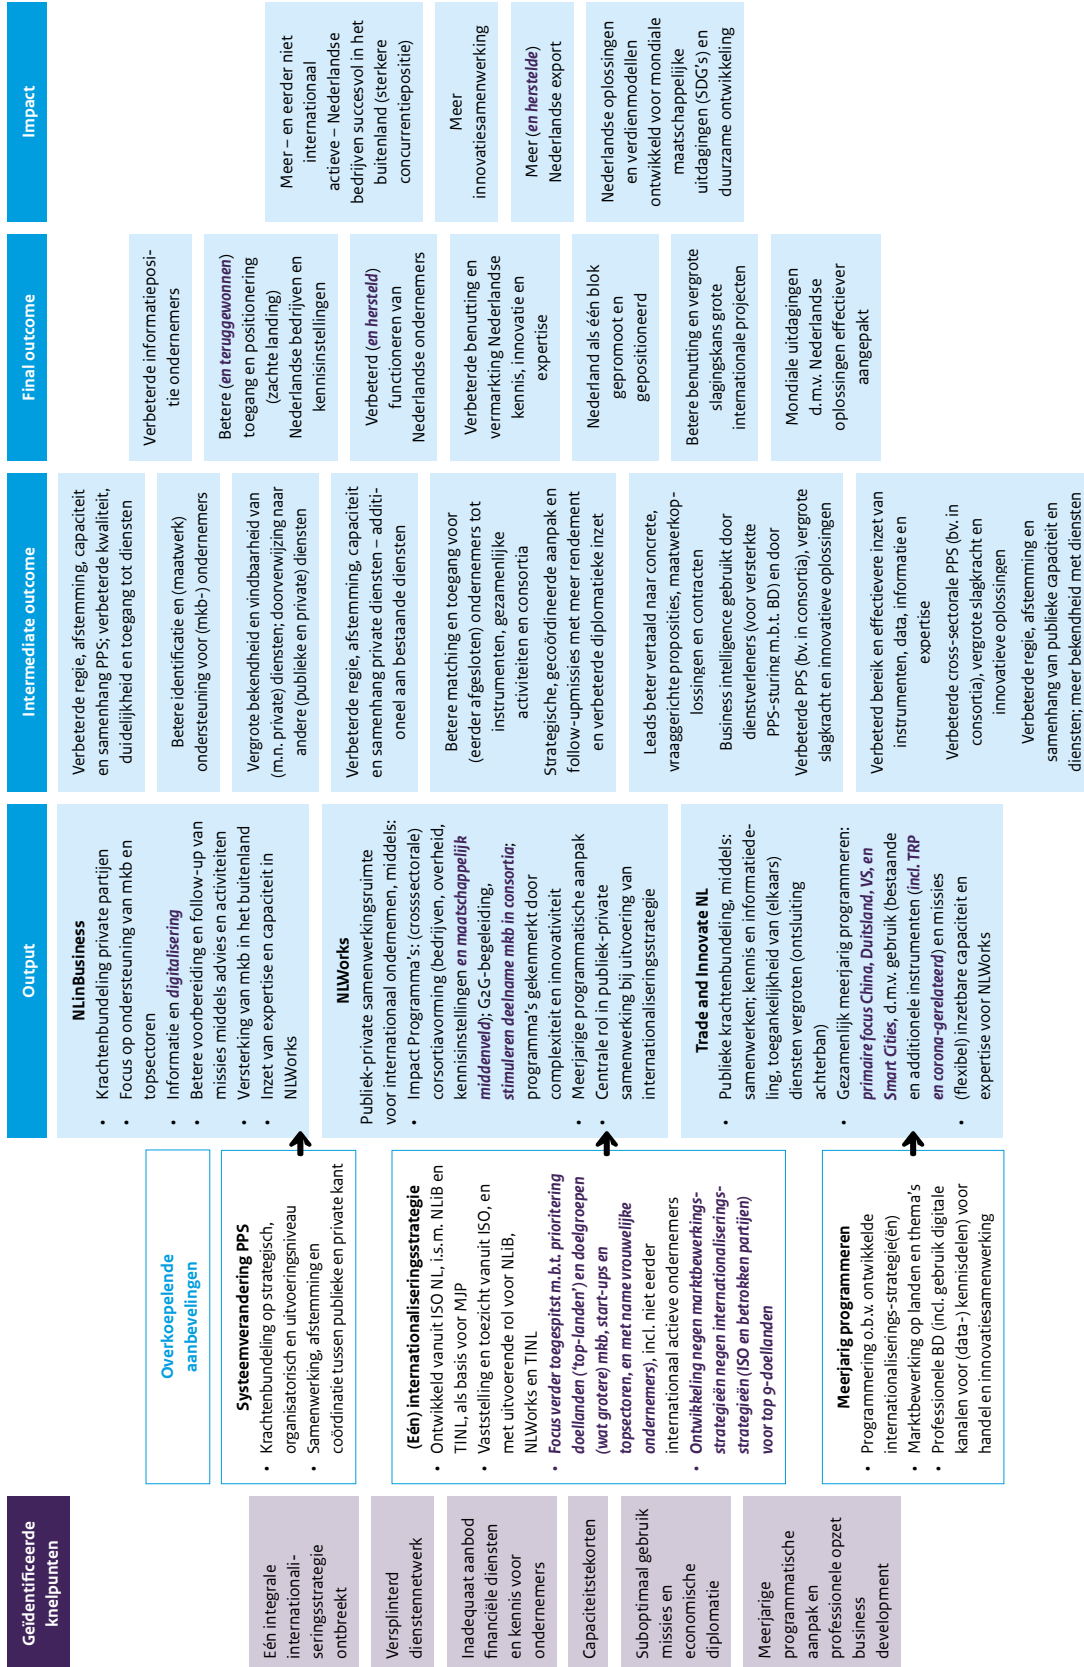 Geïdentificeerde
knelpunten
Eén integrale
internationali-
seringsstrategie
ontbreekt
Versplinterd
dienstennetwerk
Inadequaat aanbod
financiële diensten
en kennis voor
ondernemers
Capaciteitstekorten
Suboptimaal gebruik
missies en
economische
diplomatie
Meerjarige
programmatische
aanpak en
professionele opzet
business
development
Overkoepelende
aanbevelingen
Systeemverandering PPS
• Krachtenbundeling op strategisch,
organisatorisch en uitvoeringsniveau
• Samenwerking, afstemming en
coördinatie tussen publieke en private kant
(Eén) internationaliseringsstrategie
• Ontwikkeld vanuit ISO NL, i.s.m. NLiB en
TINL, als basis voor MJP
• Vaststelling en toezicht vanuit ISO, en
met uitvoerende rol voor NLiB,
NLWorks en TINL
• Focus verder toegespitst m.b.t. prioritering
doellanden (‘top-landen’) en doelgroepen
(wat grotere) mkb, start-ups en
topsectoren, en met name vrouwelijke
ondernemers), incl. niet eerder
internationaal actieve ondernemers
• Ontwikkeling negen marktbewerkings-
strategieën negen internationaliserings-
strategieën (ISO en betrokken partijen)
voor top 9-doellanden
Meerjarig programmeren
• Programmering o.b.v. ontwikkelde
internationaliserings-strategie(ën)
• Marktbewerking op landen en thema’s
• Professionele BD (incl. gebruik digitale
kanalen voor (data-) kennisdelen) voor
handel en innovatiesamenwerking
Output
NLinBusiness
• Krachtenbundeling private partijen
• Focus op ondersteuning van mkb en
topsectoren
• Informatie en digitalisering
• Betere voorbereiding en follow-up van
missies middels advies en activiteiten
• Versterking van mkb in het buitenland
• Inzet van expertise en capaciteit in
NLWorks
NLWorks
Publiek-private samenwerkingsruimte
voor internationaal ondernemen, middels:
• Impact Programma’s: (crosssectorale)
consortiavorming (bedrijven, overheid,
kennisinstellingen en maatschappelijk
middenveld); G2G-begeleiding,
stimuleren deelname mkb in consortia;
programma’s gekenmerkt door
complexiteit en innovativiteit
• Meerjarige programmatische aanpak
• Centrale rol in publiek-private
samenwerking bij uitvoering van
internationaliseringsstrategie
Trade and Innovate NL
• Publieke krachtenbundeling, middels:
samenwerken; kennis en informatiede-
ling, toegankelijkheid van (elkaars)
diensten vergroten (ontsluiting
achterban)
• Gezamenlijk meerjarig programmeren:
primaire focus China, Duitsland, VS, en
Smart Cities, d.m.v. gebruik (bestaande
en additionele instrumenten (incl. TRP
en corona-gerelateerd) en missies
• (flexibel) inzetbare capaciteit en
expertise voor NLWorks
Intermediate outcome
Verbeterde regie, afstemming, capaciteit
en samenhang PPS; verbeterde kwaliteit,
duidelijkheid en toegang tot diensten
Betere identificatie en (maatwerk)
ondersteuning voor (mkb-) ondernemers
Vergrote bekendheid en vindbaarheid van
(m.n. private) diensten; doorverwijzing naar
andere (publieke en private) diensten
Verbeterde regie, afstemming, capaciteit
en samenhang private diensten – additi-
oneel aan bestaande diensten
Betere matching en toegang voor
(eerder afgesloten) ondernemers tot
instrumenten, gezamenlijke
activiteiten en consortia
Strategische, gecoördineerde aanpak en
follow-upmissies met meer rendement
en verbeterde diplomatieke inzet
Leads beter vertaald naar concrete,
vraaggerichte proposities, maatwerkop-
lossingen en contracten
Business intelligence gebruikt door
dienstverleners (voor versterkte
PPS-sturing m.b.t. BD) en door
Verbeterde PPS (bv. in consortia), vergrote
slagkracht en innovatieve oplossingen
Verbeterd bereik en effectievere inzet van
instrumenten, data, informatie en
expertise
Verbeterde cross-sectorale PPS (bv. in
consortia), vergrote slagkracht en
innovatieve oplossingen
Verbeterde regie, afstemming en
samenhang van publieke capaciteit en
diensten; meer bekendheid met diensten
Final outcome
Verbeterde informatieposi-
tie ondernemers
Betere (en teruggewonnen)
toegang en positionering
(zachte landing)
Nederlandse bedrijven en
kennisinstellingen
Verbeterd (en hersteld)
functioneren van
Nederlandse ondernemers
Verbeterde benutting en
vermarkting Nederlandse
kennis, innovatie en
expertise
Nederland als één blok
gepromoot en
gepositioneerd
Betere benutting en vergrote
slagingskans grote
internationale projecten
Mondiale uitdagingen
d.m.v. Nederlandse
oplossingen effectiever
aangepakt
Impact
Meer – en eerder niet
internationaal
actieve – Nederlandse
bedrijven succesvol in het
buitenland (sterkere
concurrentiepositie)
Meer
innovatiesamenwerking
Meer (en herstelde)
Nederlandse export
Nederlandse oplossingen
en verdienmodellen
ontwikkeld voor mondiale
maatschappelijke
uitdagingen (SDG’s) en
duurzame ontwikkeling